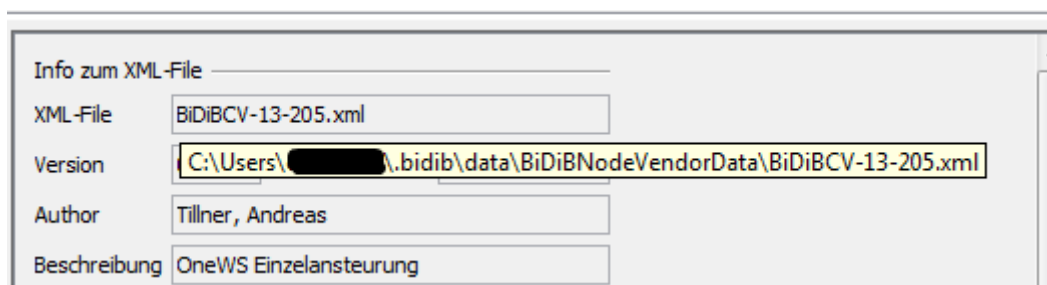 Info zum XML-File
XML-File BiDiBCV-13-205.xml
Version C:\Users\ \.bidib\data\BiDiBNodeVendorData\BiDiBCV-13-205.xml
Author Tillner, Andreas
Beschreibung OneWS Einzelansteurung